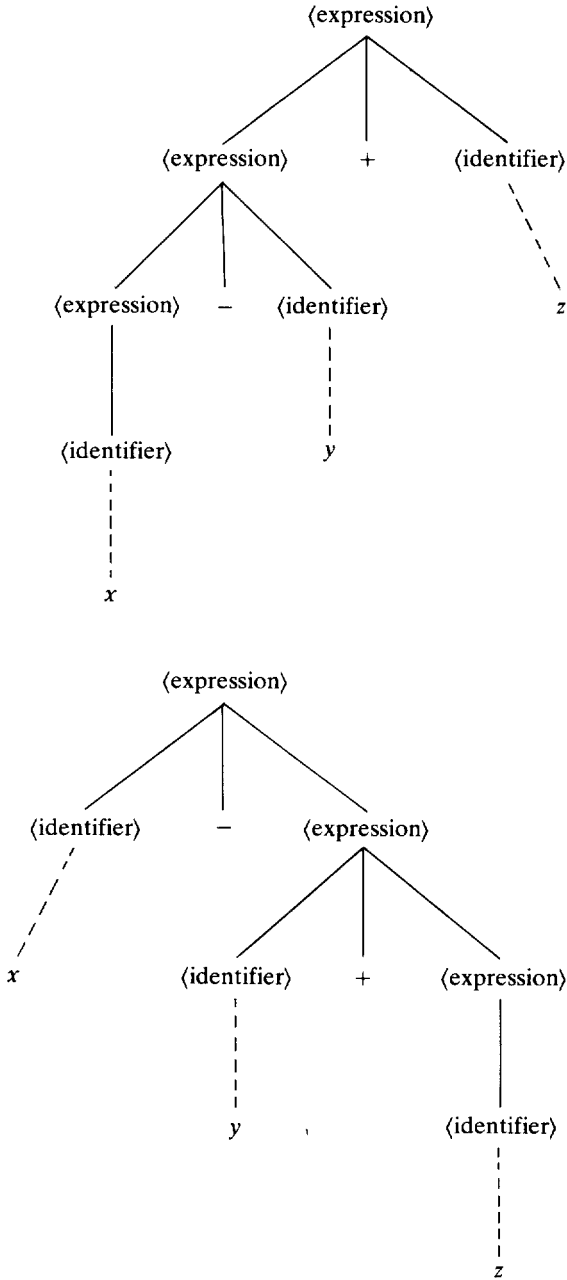 ⟨expression⟩
⟨expression⟩ + ⟨identifier⟩
⟨expression⟩ − ⟨identifier⟩ z
⟨identifier⟩ y
x
⟨expression⟩
⟨identifier⟩ − ⟨expression⟩
x ⟨identifier⟩ + ⟨expression⟩
y ⟨identifier⟩
z